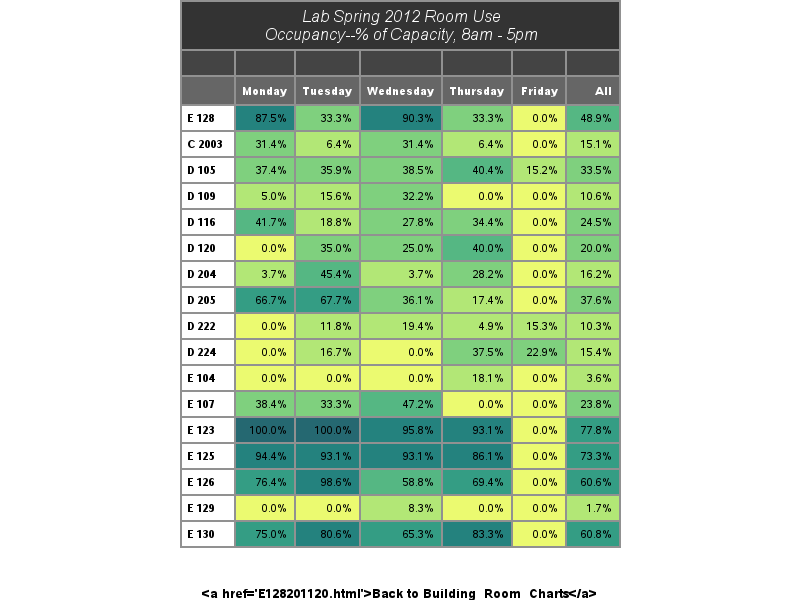 Lab Spring 2012 Room Use
Occupancy--% of Capacity, 8am - 5pm
Monday Tuesday Wednesday Thursday Friday All
E 128 87.5% 33.3% 90.3% 33.3% 0.0% 48.9%
C 2003 31.4% 6.4% 31.4% 6.4% 0.0% 15.1%
D 105 37.4% 35.9% 38.5% 40.4% 15.2% 33.5%
D 109 5.0% 15.6% 32.2% 0.0% 0.0% 10.6%
D 116 41.7% 18.8% 27.8% 34.4% 0.0% 24.5%
D 120 0.0% 35.0% 25.0% 40.0% 0.0% 20.0%
D 204 3.7% 45.4% 3.7% 28.2% 0.0% 16.2%
D 205 66.7% 67.7% 36.1% 17.4% 0.0% 37.6%
D 222 0.0% 11.8% 19.4% 4.9% 15.3% 10.3%
D 224 0.0% 16.7% 0.0% 37.5% 22.9% 15.4%
E 104 0.0% 0.0% 0.0% 18.1% 0.0% 3.6%
E 107 38.4% 33.3% 47.2% 0.0% 0.0% 23.8%
E 123 100.0% 100.0% 95.8% 93.1% 0.0% 77.8%
E 125 94.4% 93.1% 93.1% 86.1% 0.0% 73.3%
E 126 76.4% 98.6% 58.8% 69.4% 0.0% 60.6%
E 129 0.0% 0.0% 8.3% 0.0% 0.0% 1.7%
E 130 75.0% 80.6% 65.3% 83.3% 0.0% 60.8%
<a href='E128201120.html'>Back to Building_Room_Charts</a>